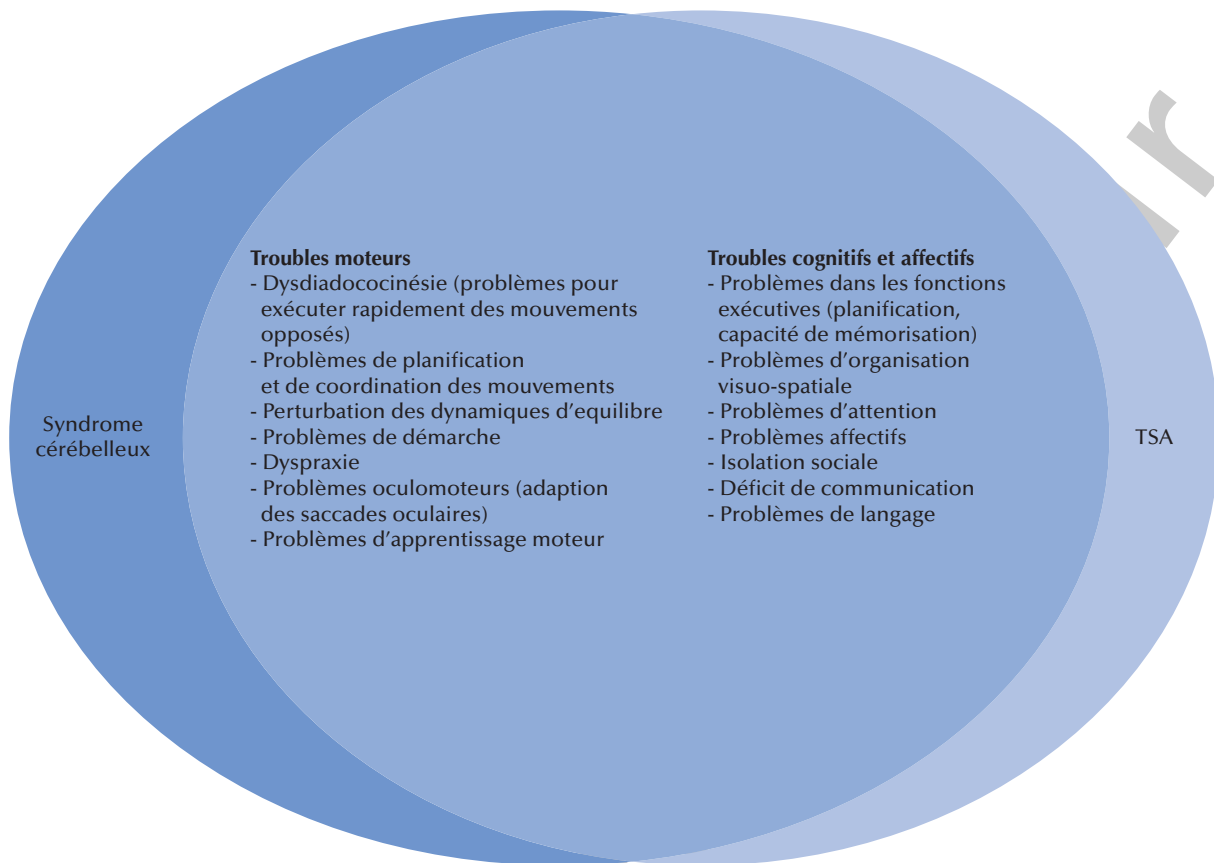 Troubles moteurs
- Dysdiadococinésie (problèmes pour
exécuter rapidement des mouvements
opposés)
- Problèmes de planification
et de coordination des mouvements
- Perturbation des dynamiques d'equilibre
- Problèmes de démarche
- Dyspraxie
- Problèmes oculomoteurs (adaption
des saccades oculaires)
- Problèmes d'apprentissage moteur
Troubles cognitifs et affectifs
- Problèmes dans les fonctions
exécutives (planification,
capacité de mémorisation)
- Problèmes d'organisation
visuo-spatiale
- Problèmes d'attention
- Problèmes affectifs
- Isolation sociale
- Déficit de communication
- Problèmes de langage
Syndrome
cérébelleux
TSA